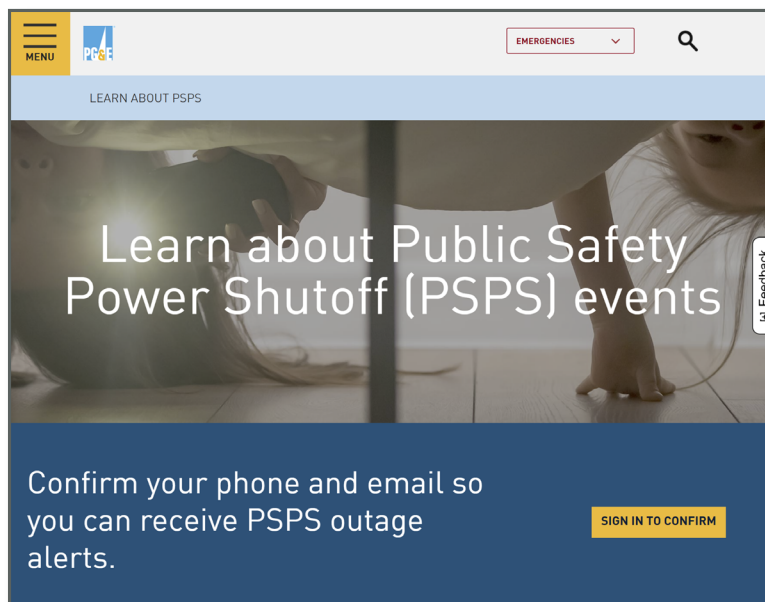 MENU
PG&E
EMERGENCIES
LEARN ABOUT PSPS
Learn about Public Safety
Power Shutoff (PSPS) events
Feedback
Confirm your phone and email so
you can receive PSPS outage
alerts.
SIGN IN TO CONFIRM